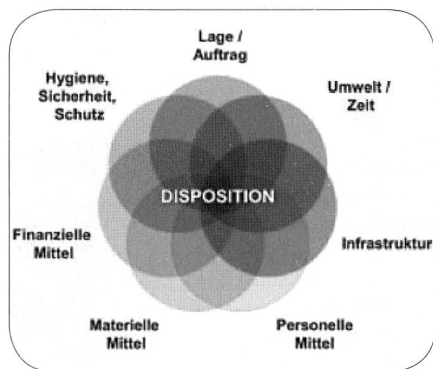 Lage /
Auftrag
Hygiene,
Sicherheit,
Schutz
Umwelt /
Zeit
DISPOSITION
Finanzielle
Mittel
Infrastruktur
Materielle
Mittel
Personelle
Mittel